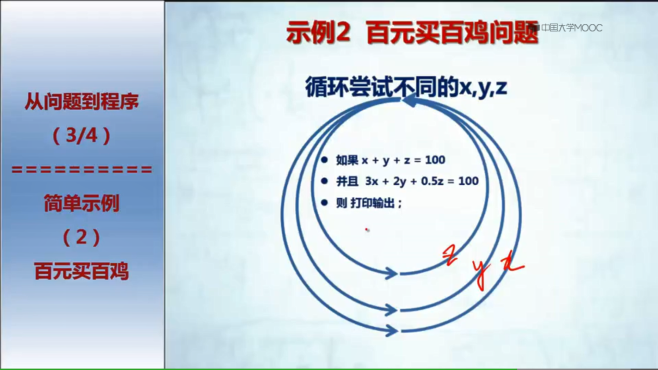 示例2 百元买百鸡问题
中国大学MOOC
循环尝试不同的x,y,z
从问题到程序
（3/4）
==========
简单示例
（2）
百元买百鸡
● 如果 x + y + z = 100
● 并且 3x + 2y + 0.5z = 100
● 则 打印输出；
z y x